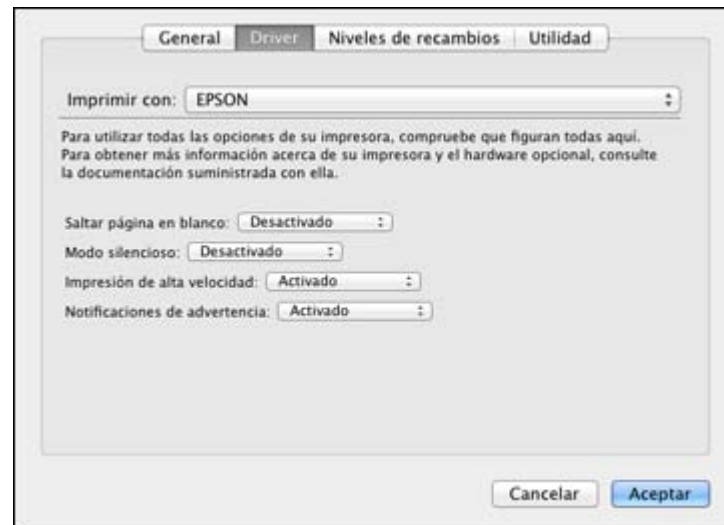 General Driver Niveles de recambios Utilidad
Imprimir con: EPSON
Para utilizar todas las opciones de su impresora, compruebe que figuran todas aquí.
Para obtener más información acerca de su impresora y el hardware opcional, consulte
la documentación suministrada con ella.
Saltar página en blanco: Desactivado
Modo silencioso: Desactivado
Impresión de alta velocidad: Activado
Notificaciones de advertencia: Activado
Cancelar Aceptar